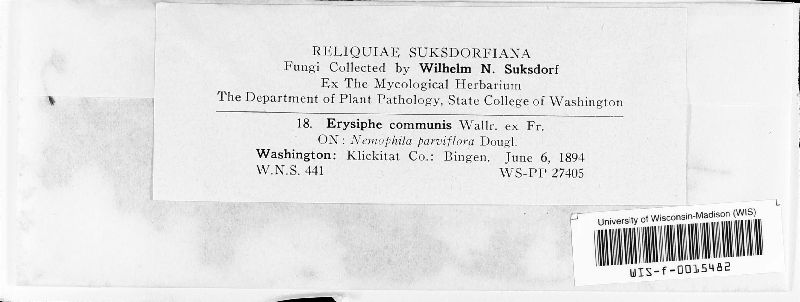 RELIQUIAE SUKSDORFIANA
Fungi Collected by Wilhelm N. Suksdorf
Ex The Mycological Herbarium
The Department of Plant Pathology, State College of Washington
18. Erysiphe communis Wallr. ex Fr.
ON: Nemophila parviflora Dougl.
Washington: Klickitat Co.: Bingen, June 6, 1894
W.N.S. 441 WS-PP 27405
University of Wisconsin-Madison (WIS)
WIS-f-0015482